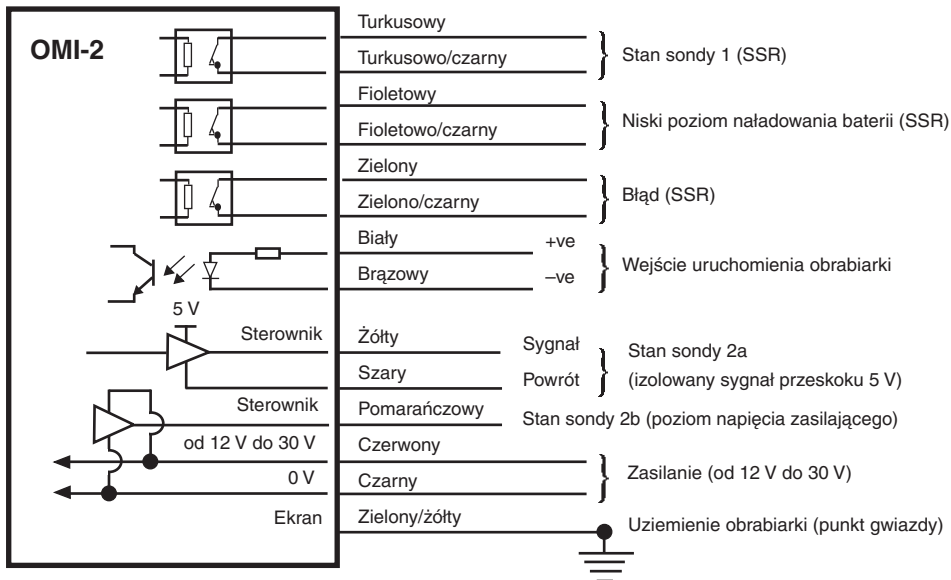 OMI-2
Turkusowy
Turkusowo/czarny
Stan sondy 1 (SSR)
Fioletowy
Fioletowo/czarny
Niski poziom naładowania baterii (SSR)
Zielony
Zielono/czarny
Błąd (SSR)
Biały
+ve
Brązowy
–ve
Wejście uruchomienia obrabiarki
5 V
Sterownik
Żółty
Sygnał
Szary
Powrót
Stan sondy 2a
(izolowany sygnał przeskoku 5 V)
Sterownik
Pomarańczowy
Stan sondy 2b (poziom napięcia zasilającego)
od 12 V do 30 V
Czerwony
0 V
Czarny
Zasilanie (od 12 V do 30 V)
Ekran
Zielony/żółty
Uziemienie obrabiarki (punkt gwiazdy)